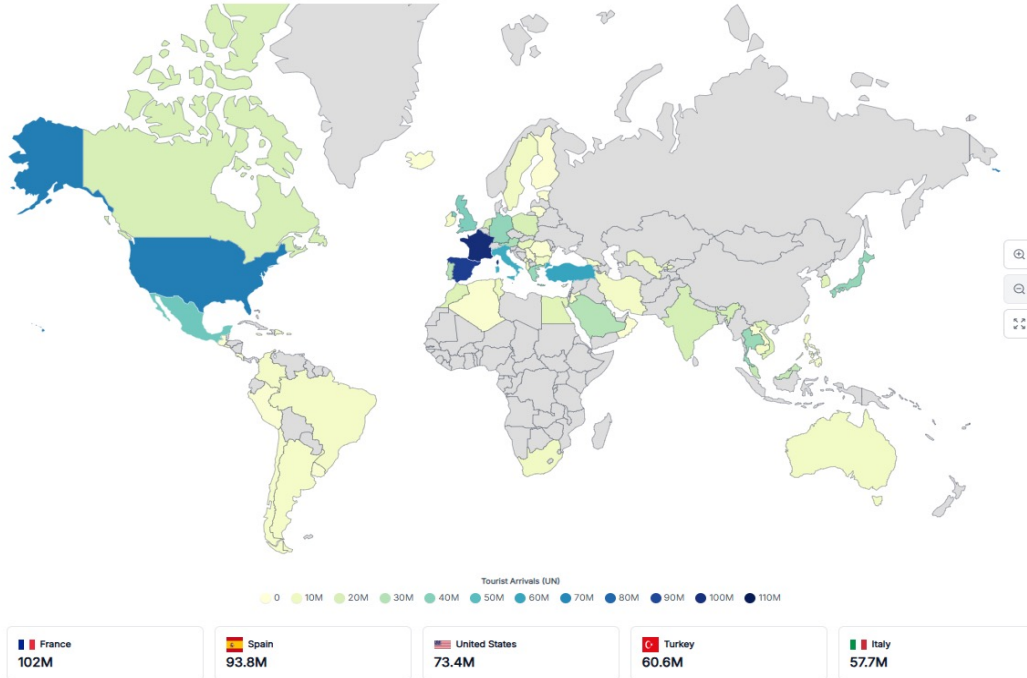 Tourist Arrivals (UN)
0 10M 20M 30M 40M 50M 60M 70M 80M 90M 100M 110M
France
102M
Spain
93.8M
United States
73.4M
Turkey
60.6M
Italy
57.7M